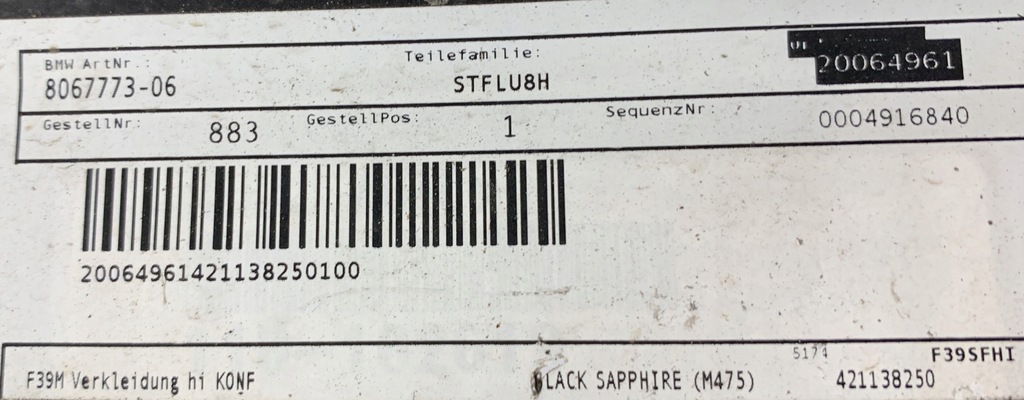 BMW ArtNr.: Teilefamilie:
8067773-06 STFLU8H 20064961
GestellNr: 883 GestellPos: 1 SequenzNr: 0004916840
20064961421138250100
5174 F39SFHI
F39M Verkleidung hi KONF BLACK SAPPHIRE (M475) 421138250